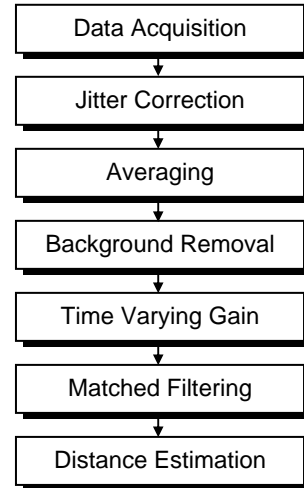 Data Acquisition
Jitter Correction
Averaging
Background Removal
Time Varying Gain
Matched Filtering
Distance Estimation